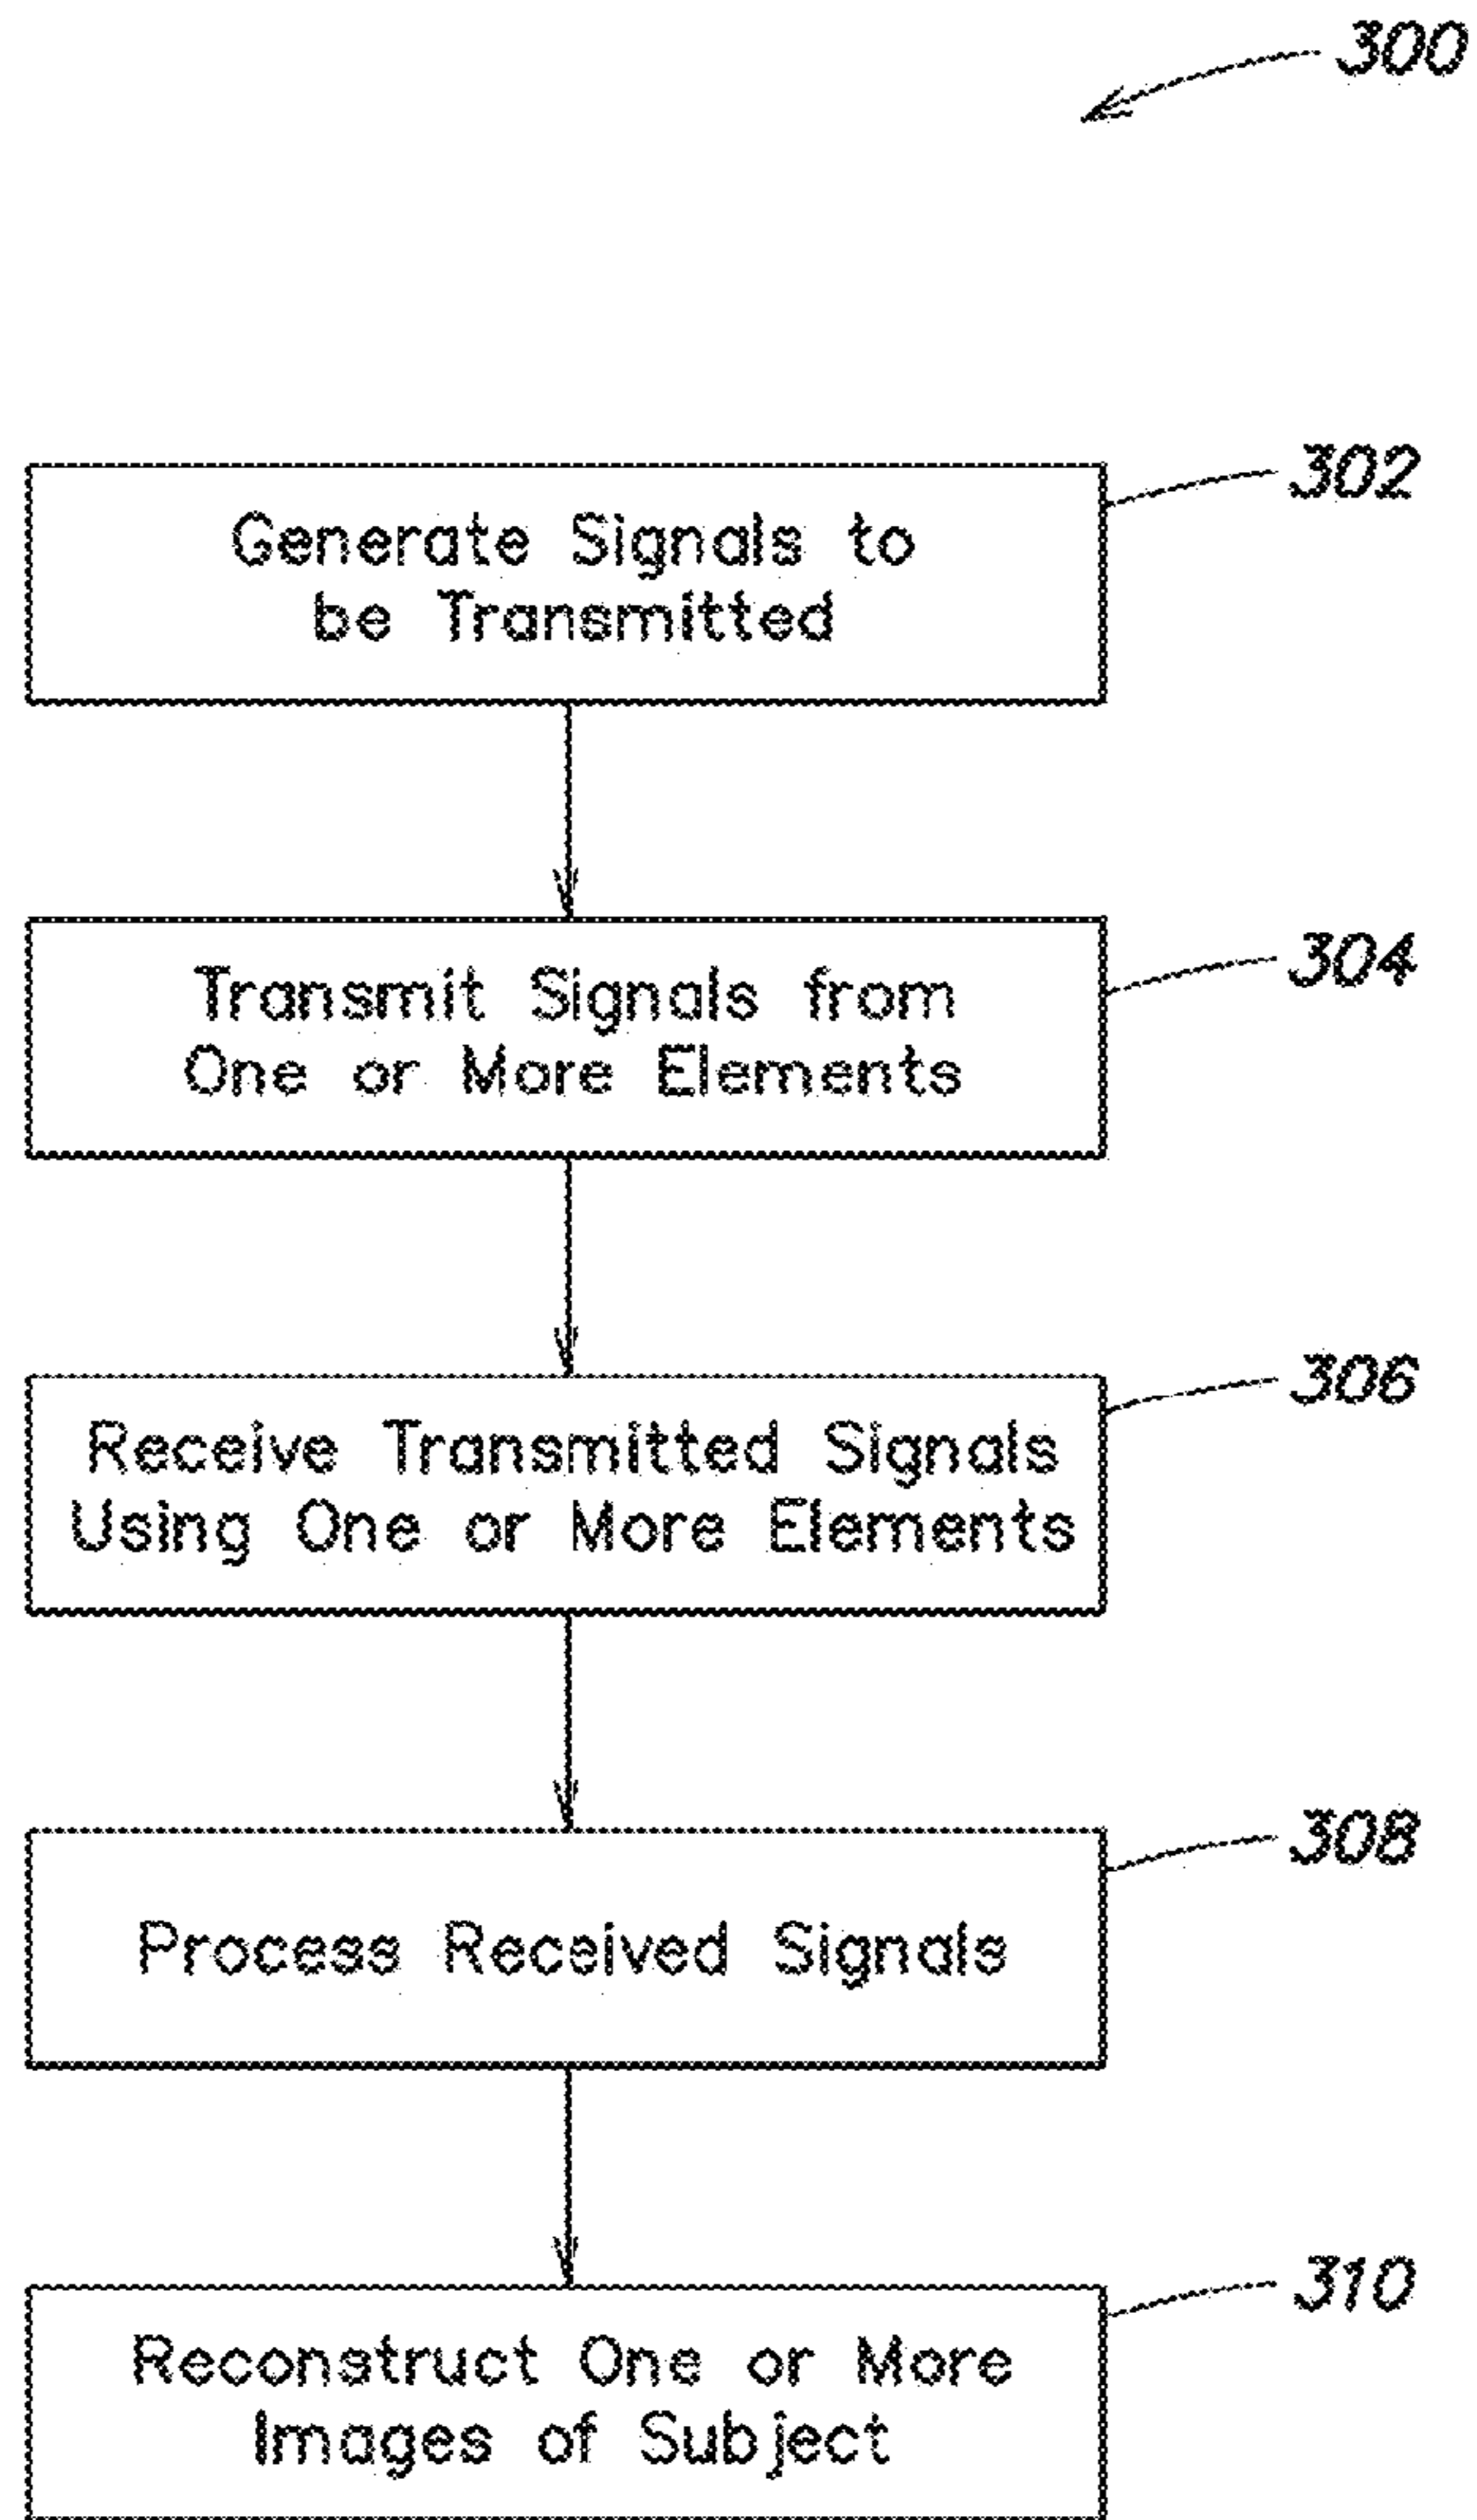 300
302
Generate Signals to
be Transmitted
304
Transmit Signals from
One or More Elements
306
Receive Transmitted Signals
Using One or More Elements
308
Process Received Signals
310
Reconstruct One or More
Images of Subject